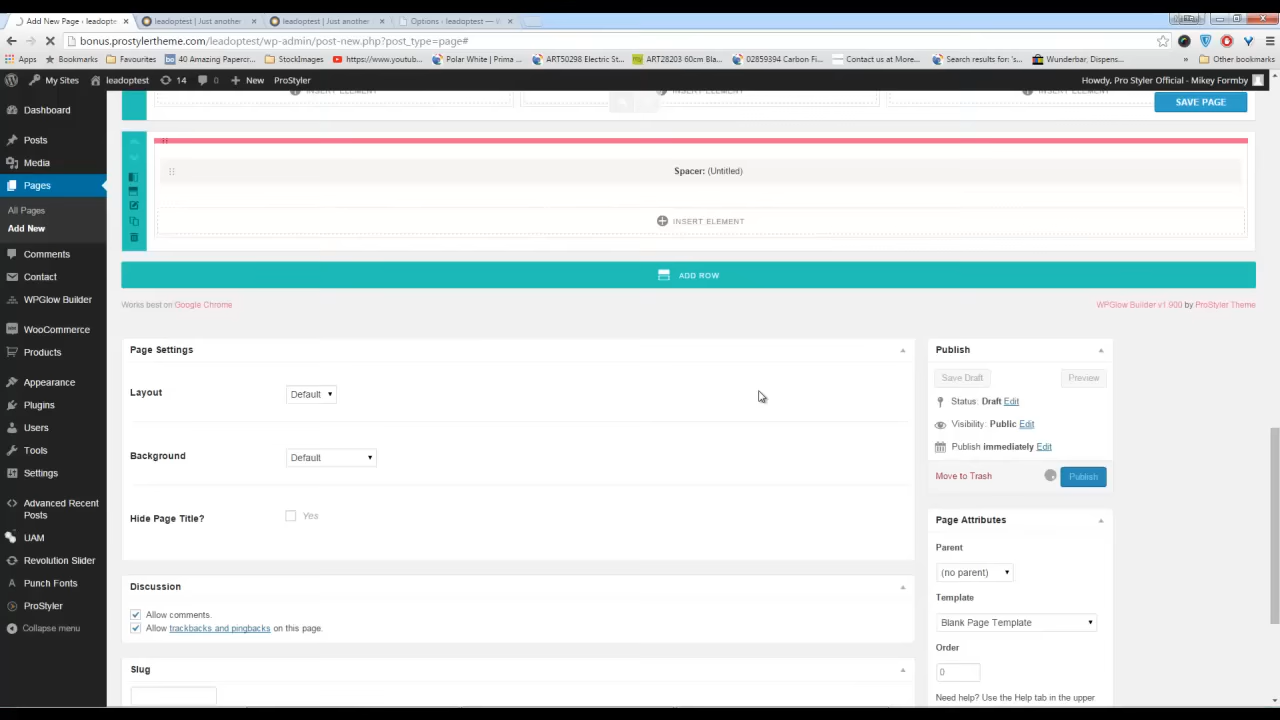 Add New Page ‹ leadopte
leadoptest | Just another
leadoptest | Just another
Options ‹ leadoptest — W
bonus.prostylertheme.com/leadoptest/wp-admin/post-new.php?post_type=page#
Apps
Bookmarks
Favourites
40 Amazing Papercr...
StockImages
https://www.youtub...
Polar White | Prima ...
ART50298 Electric St...
ART28203 60cm Bla...
02859394 Carbon Fi...
Contact us at More...
Search results for: 's...
Wunderbar, Dispens...
Other bookmarks
My Sites
leadoptest
14
0
New
ProStyler
Howdy, Pro Styler Official - Mikey Formby
Dashboard
Posts
Media
Pages
All Pages
Add New
Comments
Contact
WPGlow Builder
WooCommerce
Products
Appearance
Plugins
Users
Tools
Settings
Advanced Recent
Posts
UAM
Revolution Slider
Punch Fonts
ProStyler
Collapse menu
INSERT ELEMENT
INSERT ELEMENT
INSERT ELEMENT
SAVE PAGE
Spacer: (Untitled)
INSERT ELEMENT
ADD ROW
Works best on Google Chrome
WPGlow Builder v1.900 by ProStyler Theme
Page Settings
Layout
Default
Background
Default
Hide Page Title?
Yes
Discussion
Allow comments.
Allow trackbacks and pingbacks on this page.
Slug
Publish
Save Draft
Preview
Status: Draft Edit
Visibility: Public Edit
Publish immediately Edit
Move to Trash
Publish
Page Attributes
Parent
(no parent)
Template
Blank Page Template
Order
0
Need help? Use the Help tab in the upper